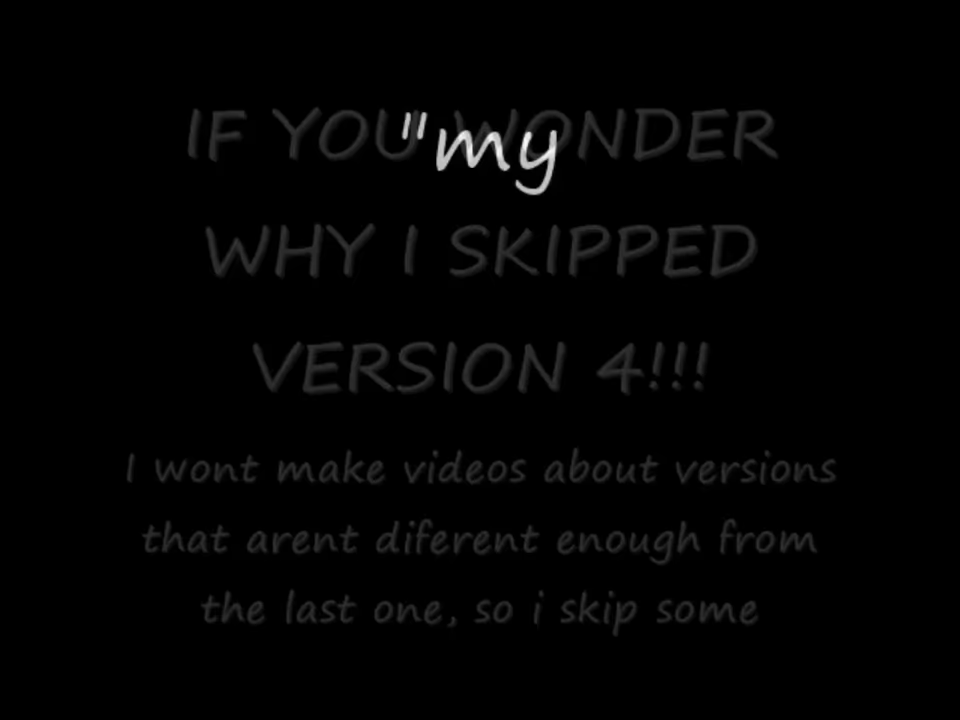 IF YOU WONDER
"my
WHY I SKIPPED
VERSION 4!!!
I wont make videos about versions
that arent diferent enough from
the last one, so i skip some